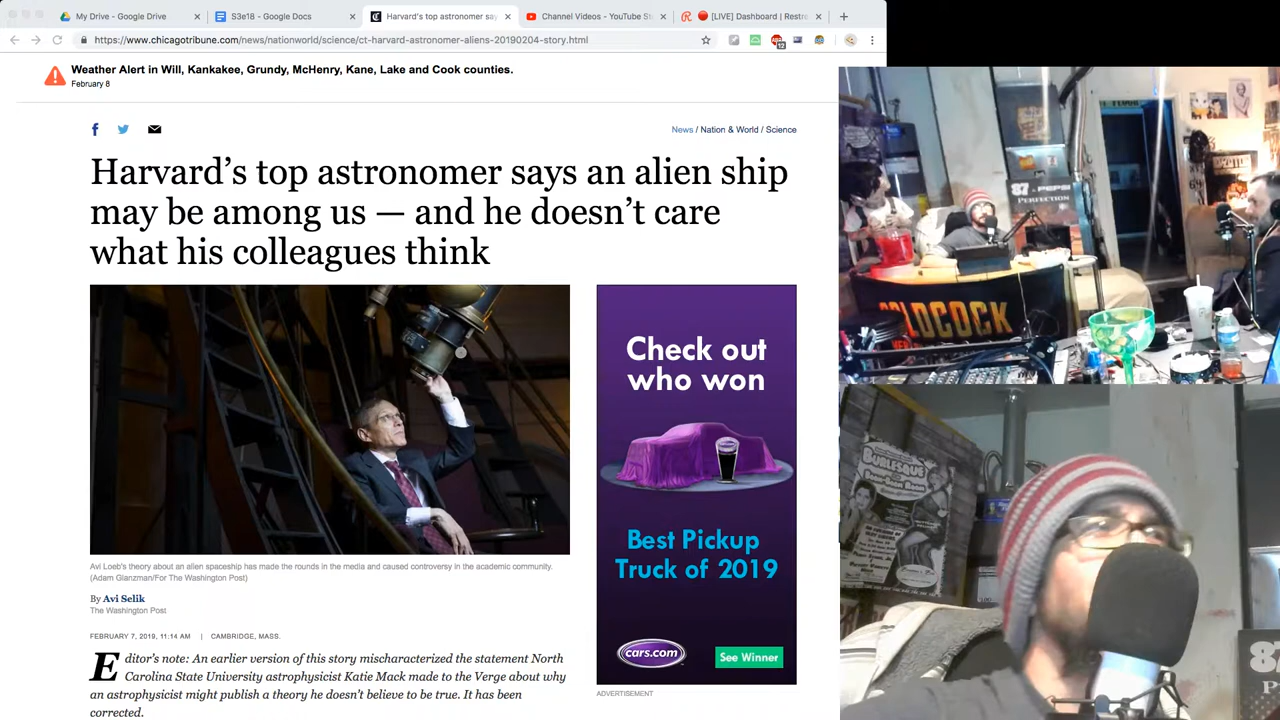 My Drive - Google Drive
S3e18 - Google Docs
Harvard's top astronomer say
Channel Videos - YouTube St
[LIVE] Dashboard | Restre
https://www.chicagotribune.com/news/nationworld/science/ct-harvard-astronomer-aliens-20190204-story.html
12
Weather Alert in Will, Kankakee, Grundy, McHenry, Kane, Lake and Cook counties.
February 8
News / Nation & World / Science
Harvard's top astronomer says an alien ship
may be among us — and he doesn't care
what his colleagues think
Check out
who won
Best Pickup
Truck of 2019
cars.com
See Winner
ADVERTISEMENT
Avi Loeb's theory about an alien spaceship has made the rounds in the media and caused controversy in the academic community.
(Adam Glanzman/For The Washington Post)
By Avi Selik
The Washington Post
FEBRUARY 7, 2019, 11:14 AM | CAMBRIDGE, MASS.
Editor's note: An earlier version of this story mischaracterized the statement North
Carolina State University astrophysicist Katie Mack made to the Verge about why
an astrophysicist might publish a theory he doesn't believe to be true. It has been
corrected.
87 PEPSI
PERFECTION
OLDCOCK
BURLESQUE
8
P